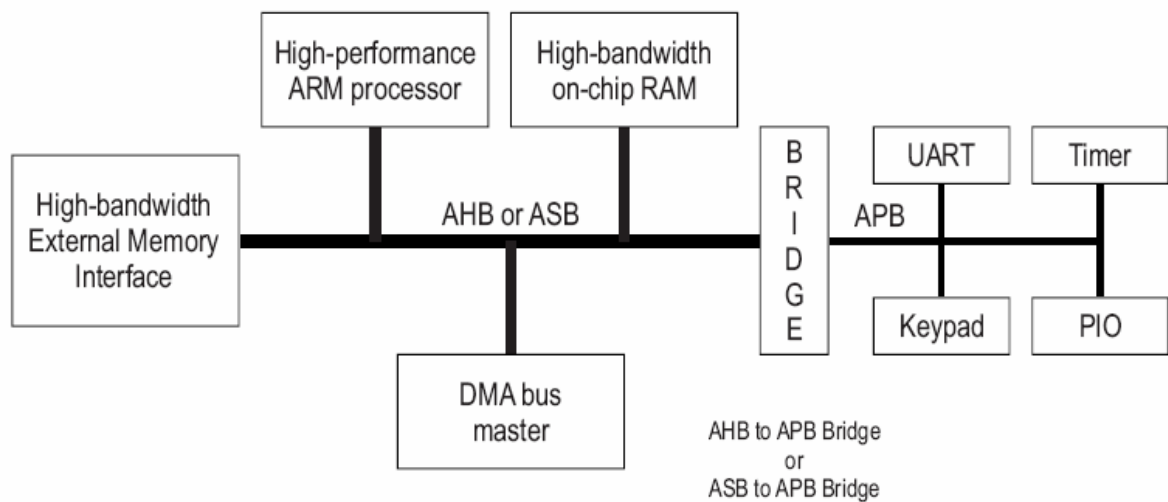 High-performance
ARM processor
High-bandwidth
on-chip RAM
High-bandwidth
External Memory
Interface
AHB or ASB
B
R
I
D
G
E
APB
UART
Timer
Keypad
PIO
DMA bus
master
AHB to APB Bridge
or
ASB to APB Bridge